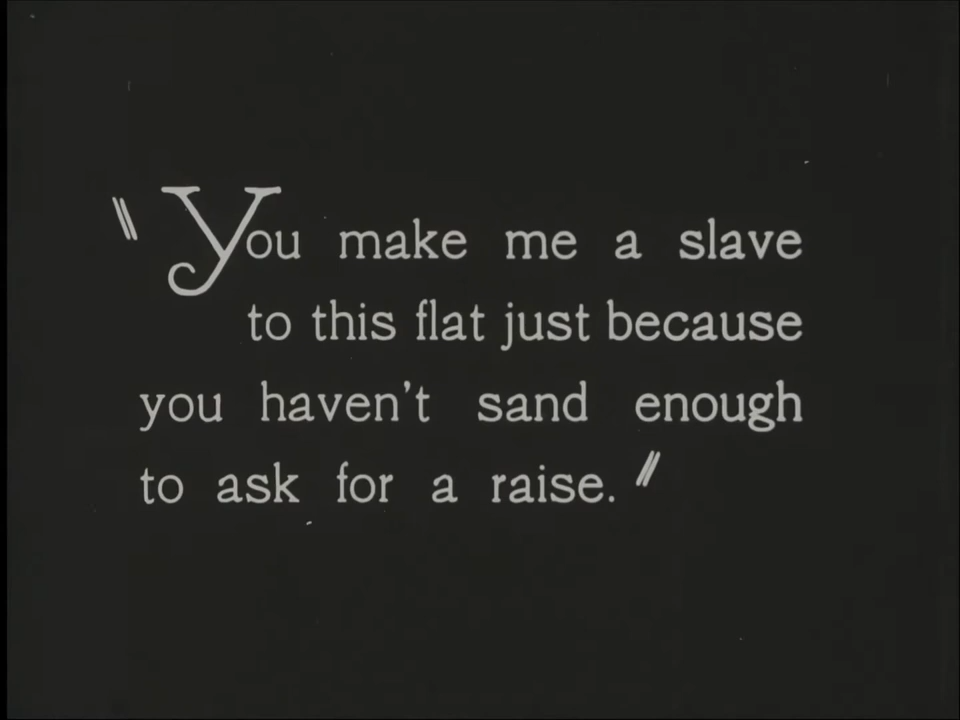 "You make me a slave
to this flat just because
you haven't sand enough
to ask for a raise."